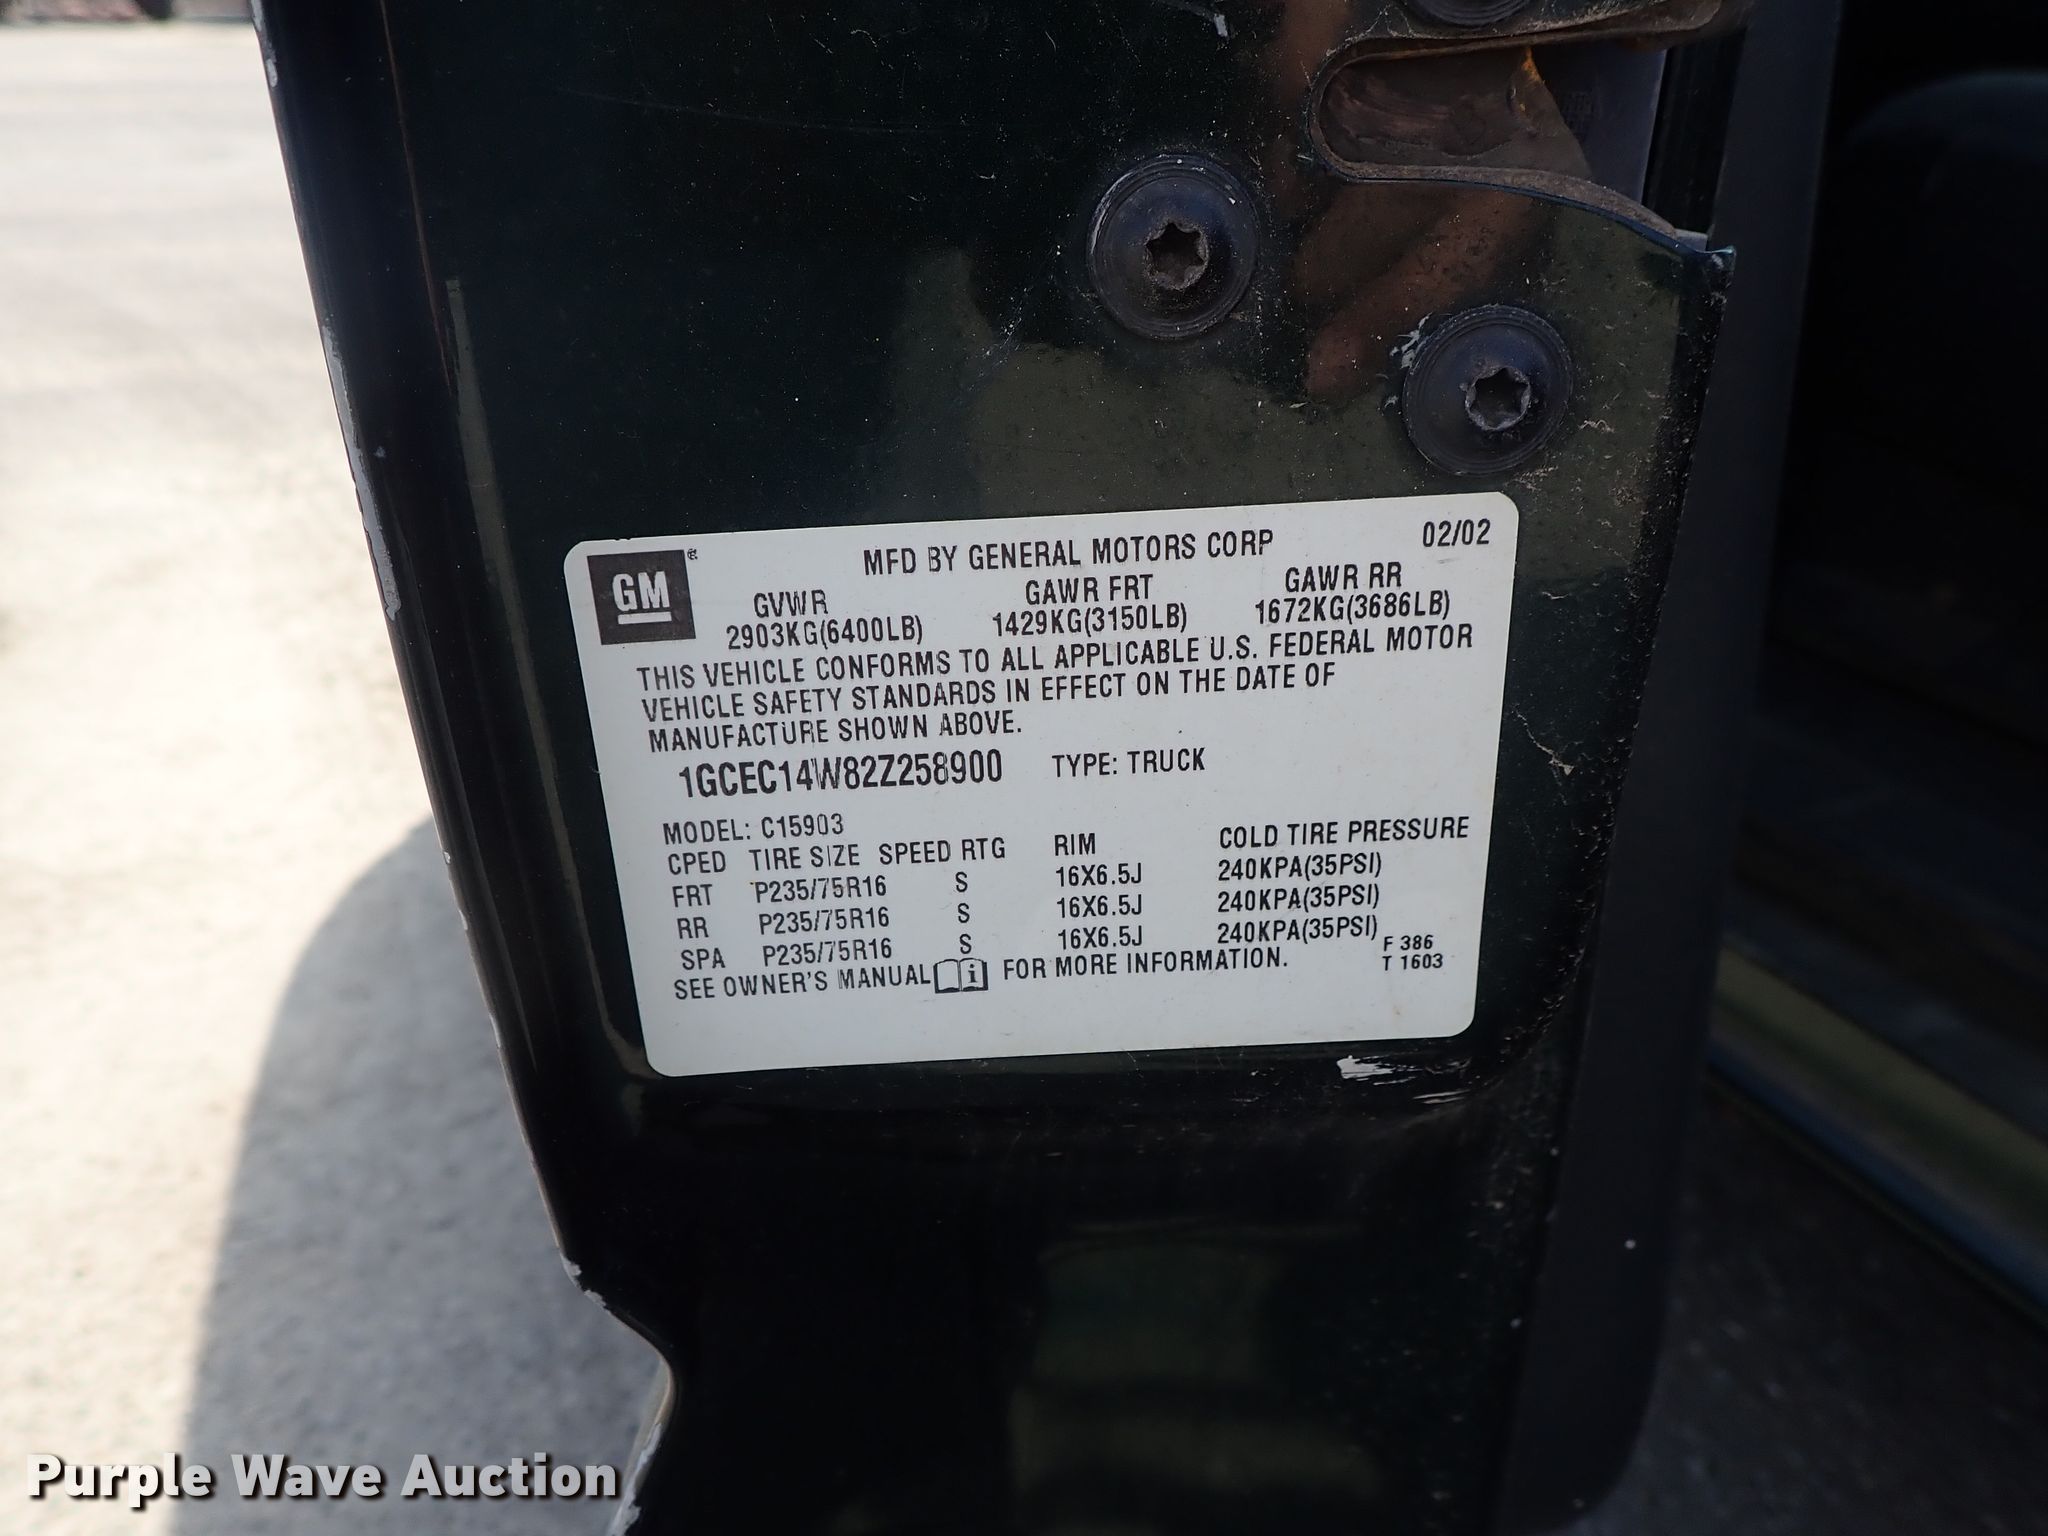 GM
MFD BY GENERAL MOTORS CORP 02/02
GVWR GAWR FRT GAWR RR
2903KG(6400LB) 1429KG(3150LB) 1672KG(3686LB)
THIS VEHICLE CONFORMS TO ALL APPLICABLE U.S. FEDERAL MOTOR
VEHICLE SAFETY STANDARDS IN EFFECT ON THE DATE OF
MANUFACTURE SHOWN ABOVE.
1GCEC14W82Z258900 TYPE: TRUCK
MODEL: C15903
CPED TIRE SIZE SPEED RTG RIM COLD TIRE PRESSURE
FRT P235/75R16 S 16X6.5J 240KPA(35PSI)
RR P235/75R16 S 16X6.5J 240KPA(35PSI)
SPA P235/75R16 S 16X6.5J 240KPA(35PSI)
SEE OWNER'S MANUAL i FOR MORE INFORMATION.
F 386
T 1603
Purple Wave Auction